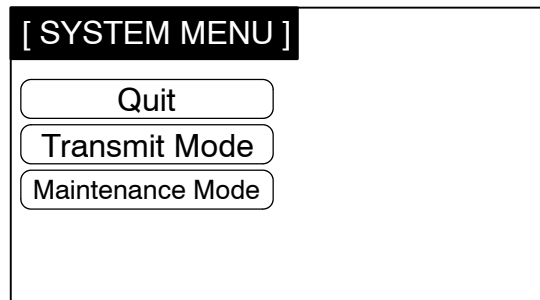 [ SYSTEM MENU ]
Quit
Transmit Mode
Maintenance Mode